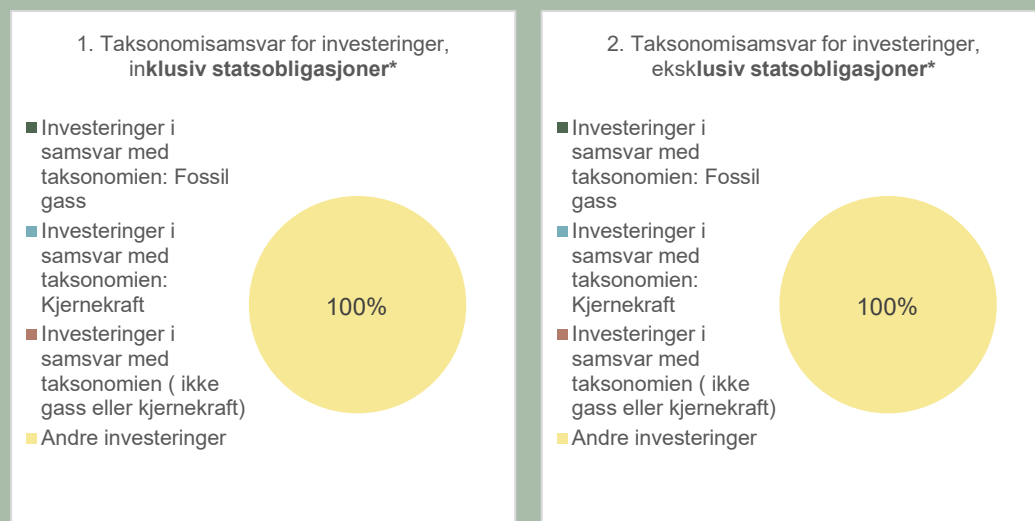 1. Taksonomisamsvar for investeringer,
inklusiv statsobligasjoner*
Investeringer i
samsvar med
taksonomien: Fossil
gass
Investeringer i
samsvar med
taksonomien:
Kjernekraft
Investeringer i
samsvar med
taksonomien ( ikke
gass eller kjernekraft)
Andre investeringer
100%
2. Taksonomisamsvar for investeringer,
eksklusiv statsobligasjoner*
Investeringer i
samsvar med
taksonomien: Fossil
gass
Investeringer i
samsvar med
taksonomien:
Kjernekraft
Investeringer i
samsvar med
taksonomien ( ikke
gass eller kjernekraft)
Andre investeringer
100%